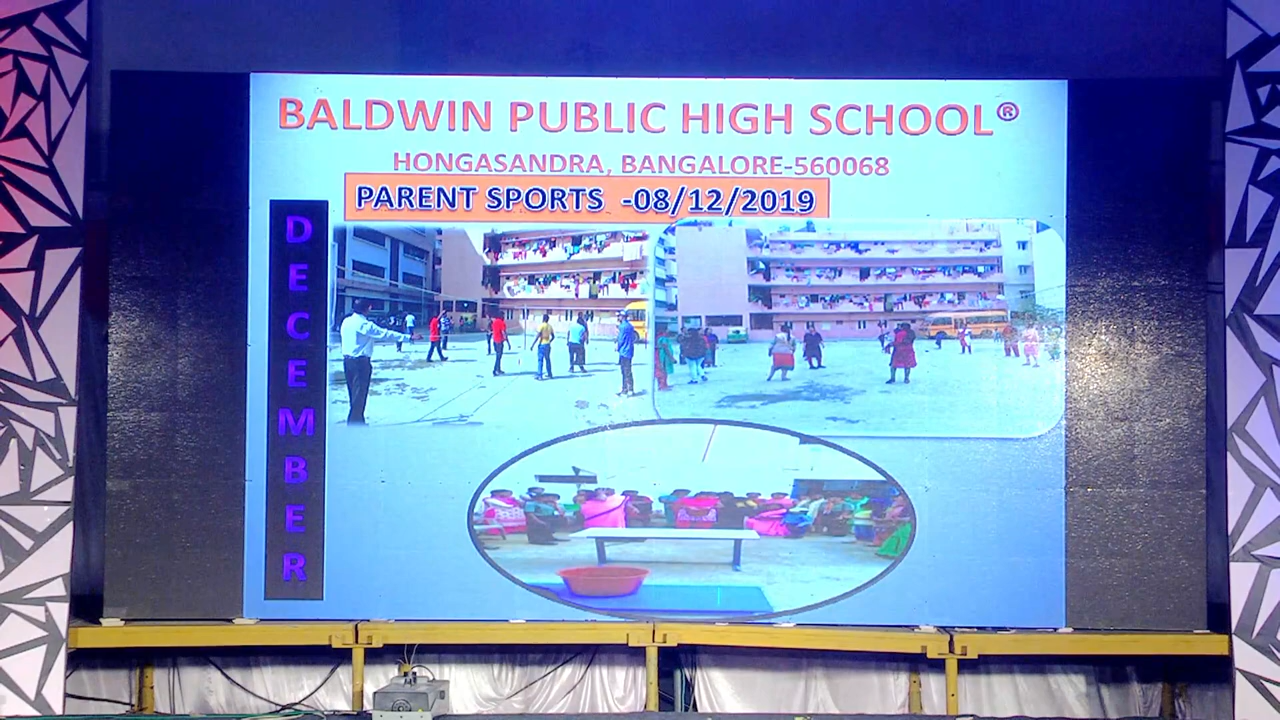 BALDWIN PUBLIC HIGH SCHOOL®
HONGASANDRA, BANGALORE-560068
PARENT SPORTS -08/12/2019
DECEMBER